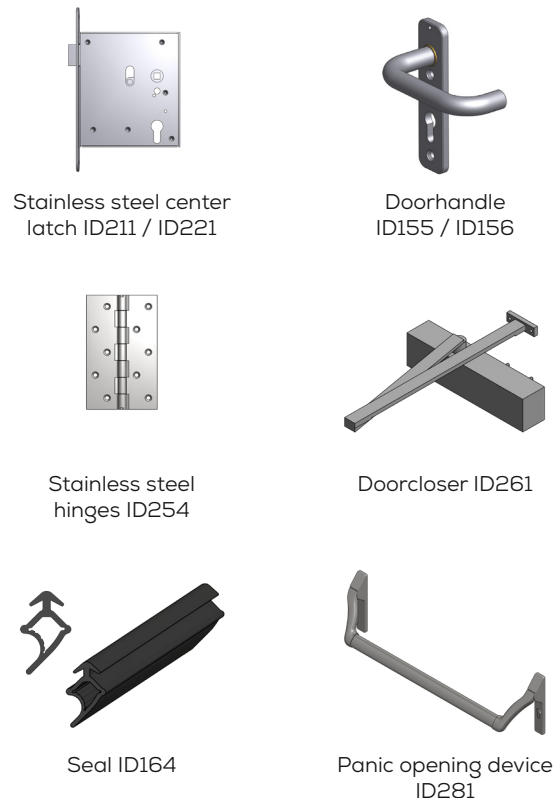 Stainless steel center
latch ID211 / ID221
Doorhandle
ID155 / ID156
Stainless steel
hinges ID254
Doorcloser ID261
Seal ID164
Panic opening device
ID281